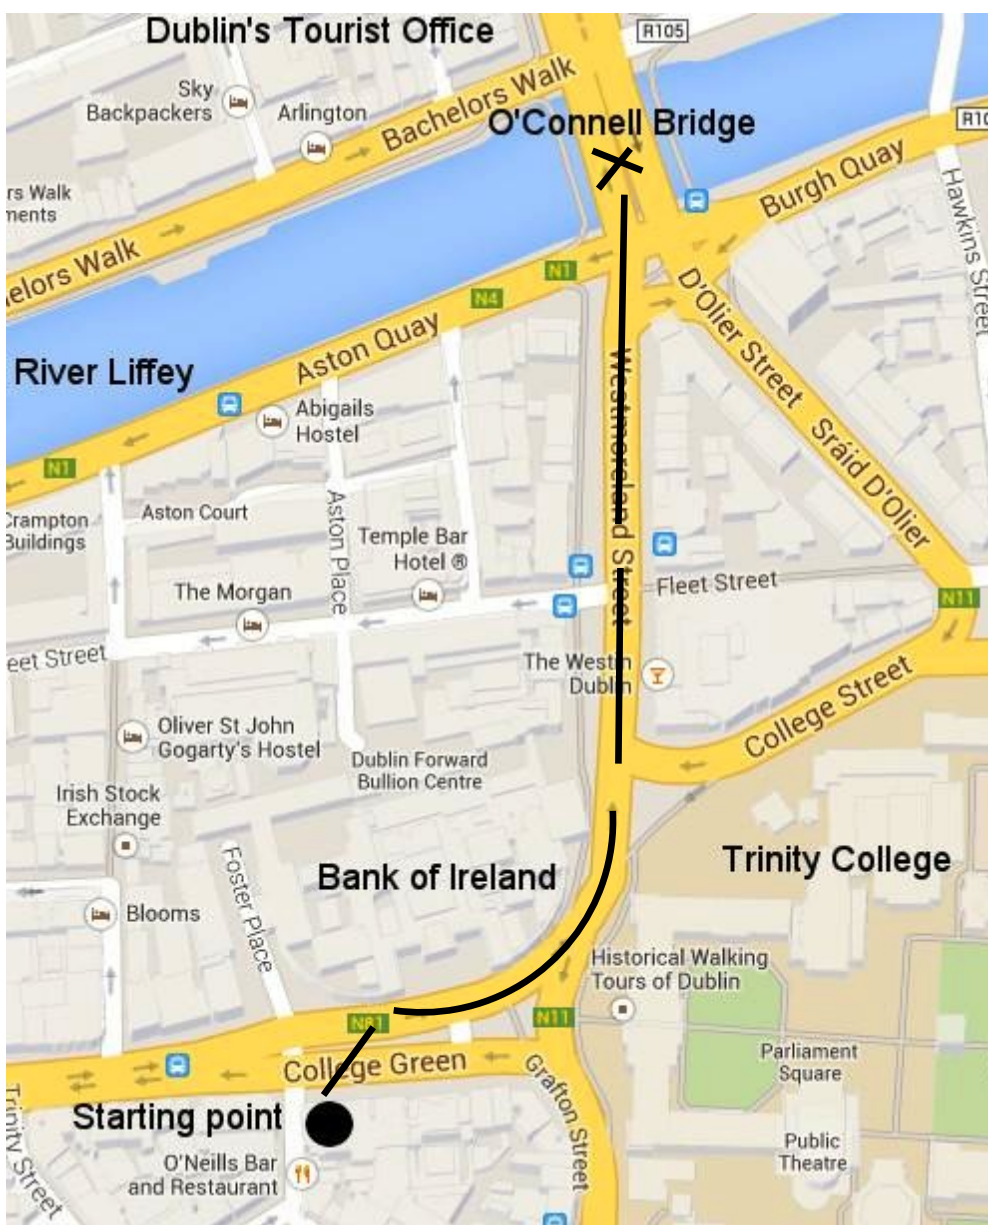 Dublin's Tourist Office
R105
Sky
Backpackers
Arlington
Bachelors Walk
O'Connell Bridge
R10
rs Walk
ments
Burgh Quay
Hawkins Street
elors Walk
N1
N4
D'Olier Street
Aston Quay
River Liffey
Westmoreland Street
Abigails
Hostel
Sráid D'Olier
N1
Crampton
Buildings
Aston Court
Aston Place
Temple Bar
Hotel ®
The Morgan
Fleet Street
N11
eet Street
The Westin
Dublin
College Street
Oliver St John
Gogarty's Hostel
Dublin Forward
Bullion Centre
Irish Stock
Exchange
Foster Place
Bank of Ireland
Trinity College
Blooms
Historical Walking
Tours of Dublin
N81
N11
College Green
Grafton Street
Parliament
Square
Trinity Street
Starting point
Public
Theatre
O'Neills Bar
and Restaurant